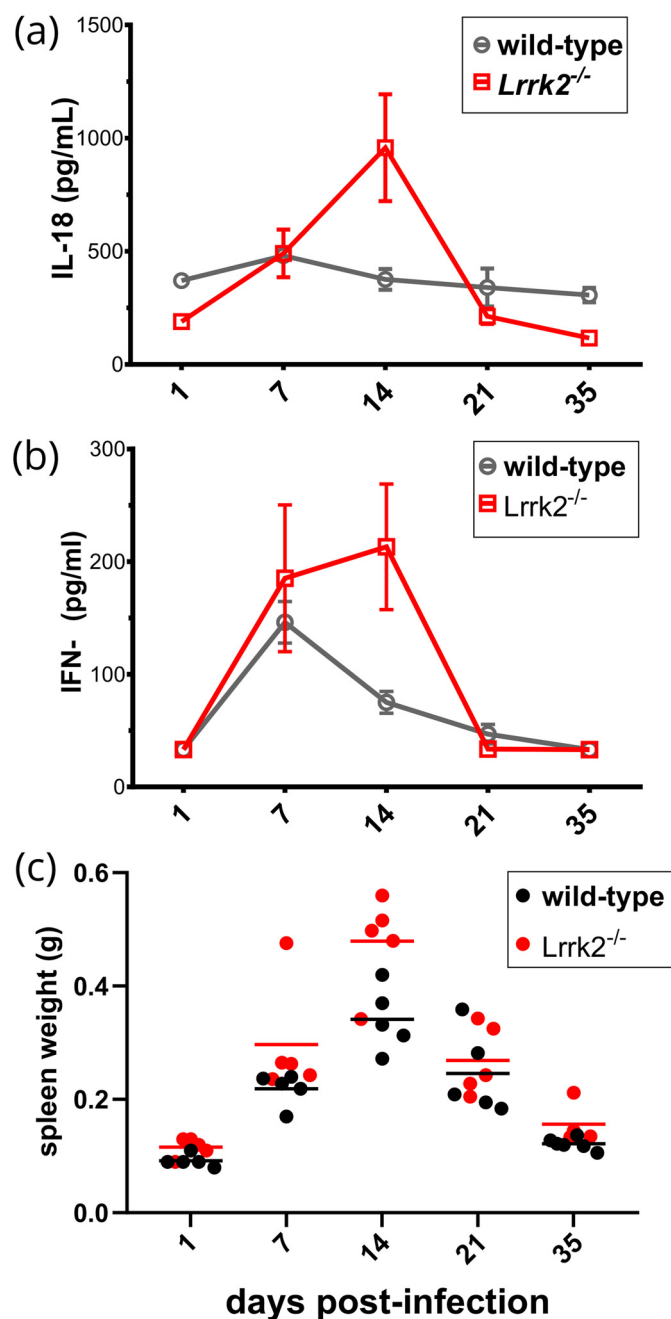 (a)
1500
1000
500
0
IL-18 (pg/mL)
wild-type
Lrrk2-/-
1 7 14 21 35
(b)
300
200
100
0
IFN- (pg/ml)
wild-type
Lrrk2-/-
1 7 14 21 35
(c)
0.6
0.4
0.2
0.0
spleen weight (g)
wild-type
Lrrk2-/-
1 7 14 21 35
days post-infection